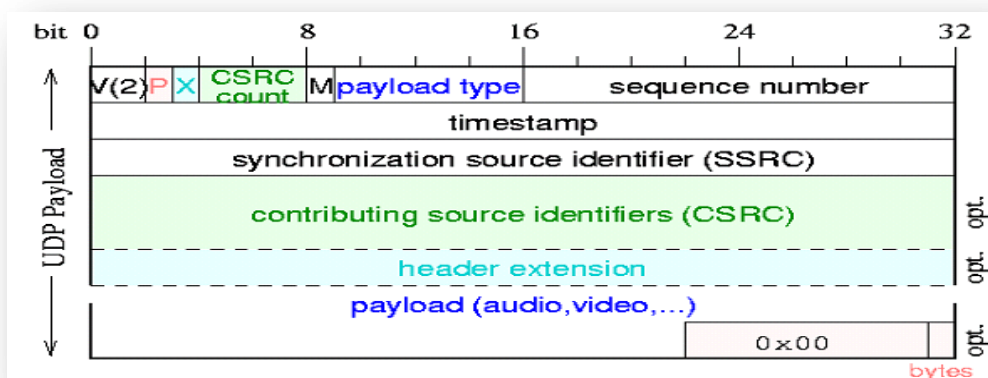 bit 0 8 16 24 32
V(2) P X CSRC count M payload type sequence number
timestamp
synchronization source identifier (SSRC)
contributing source identifiers (CSRC) opt.
header extension opt.
payload (audio,video,...)
0x00 opt.
bytes
UDP Payload